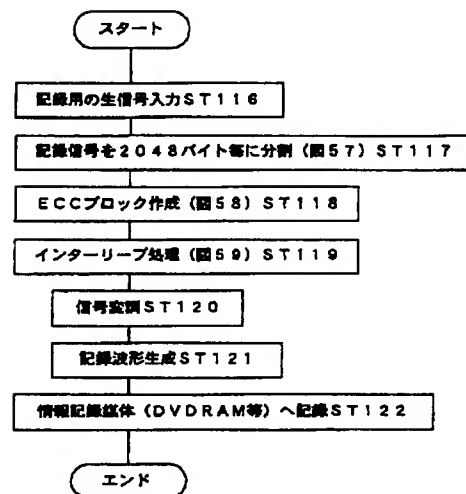 スタート
記録用の生信号入力ST116
記録信号を2048バイト毎に分割（図57）ST117
ECCブロック作成（図58）ST118
インターリーブ処理（図59）ST119
信号変調ST120
記録波形生成ST121
情報記録媒体（DVDRAM等）へ記録ST122
エンド